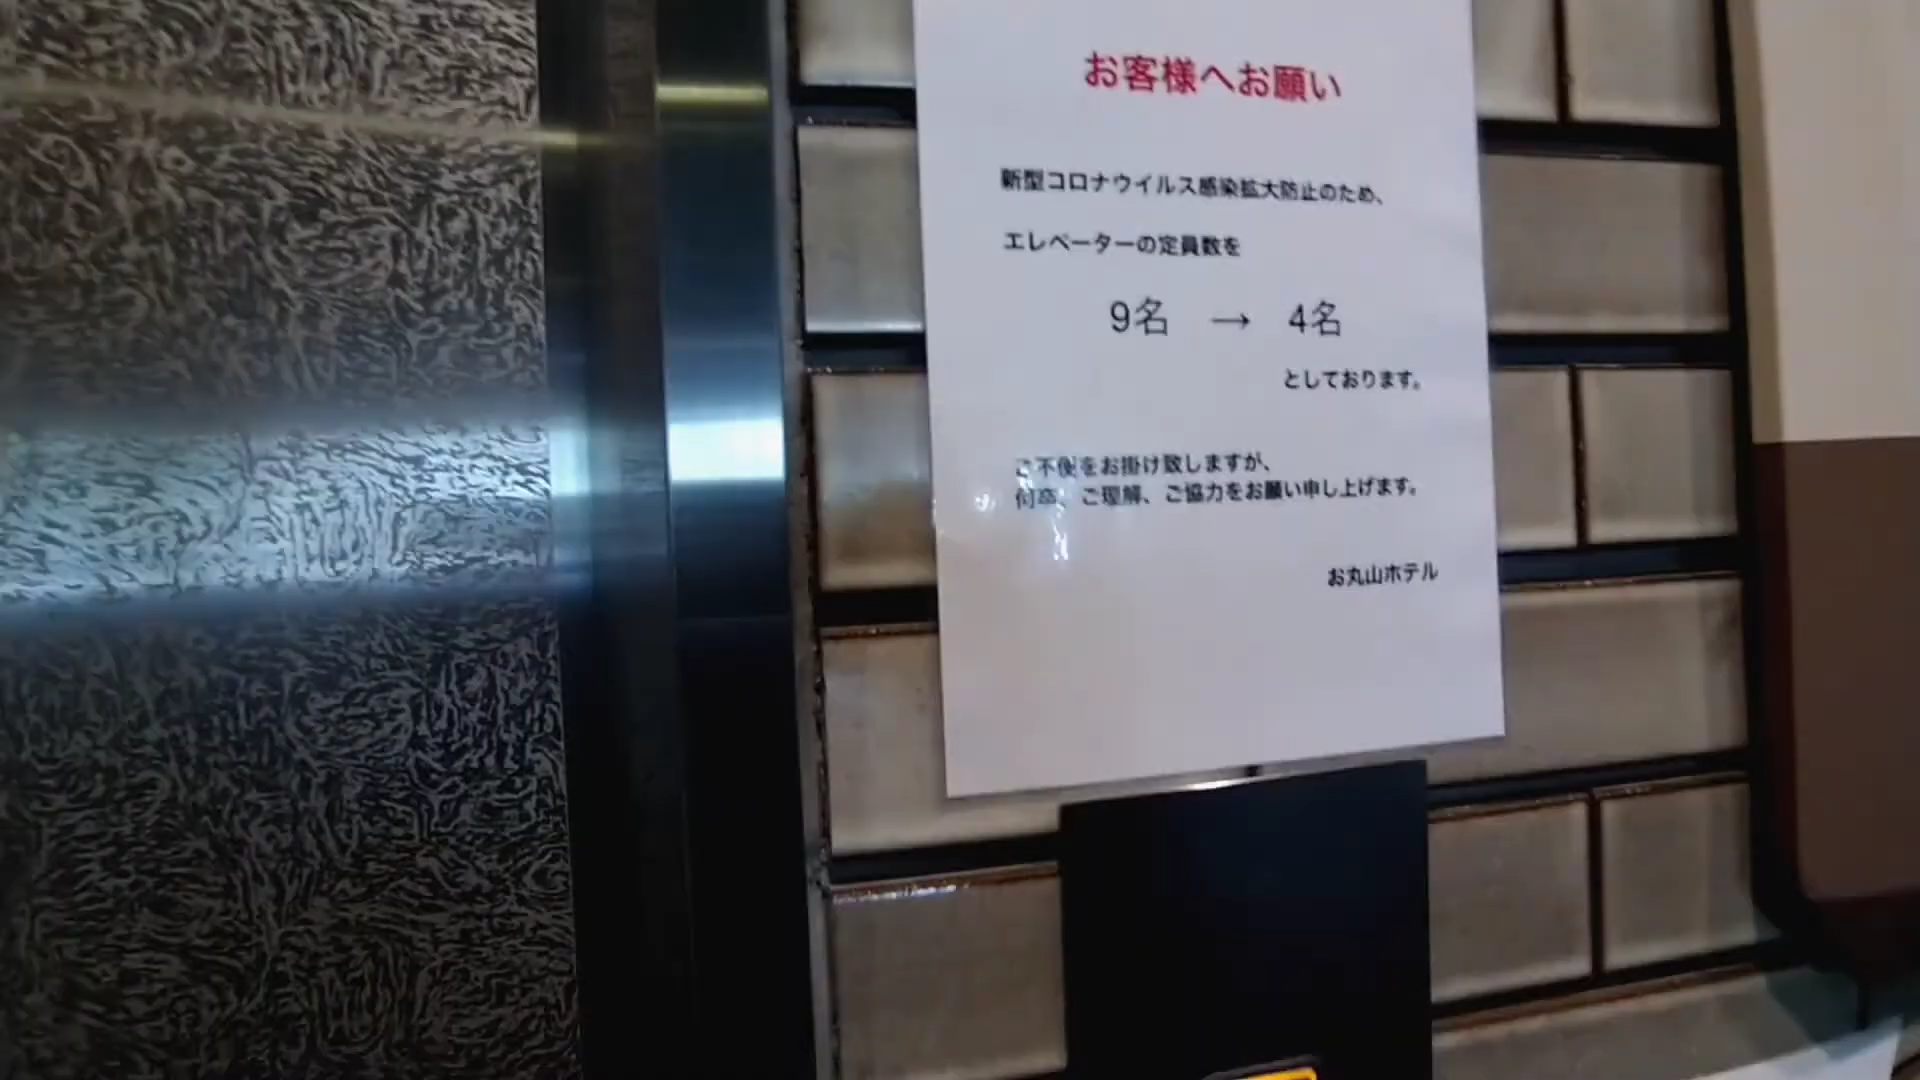 お客様へお願い
新型コロナウイルス感染拡大防止のため、
エレベーターの定員数を
9名 → 4名
としております。
ご不便をお掛け致しますが、
何卒、ご理解、ご協力をお願い申し上げます。
お丸山ホテル